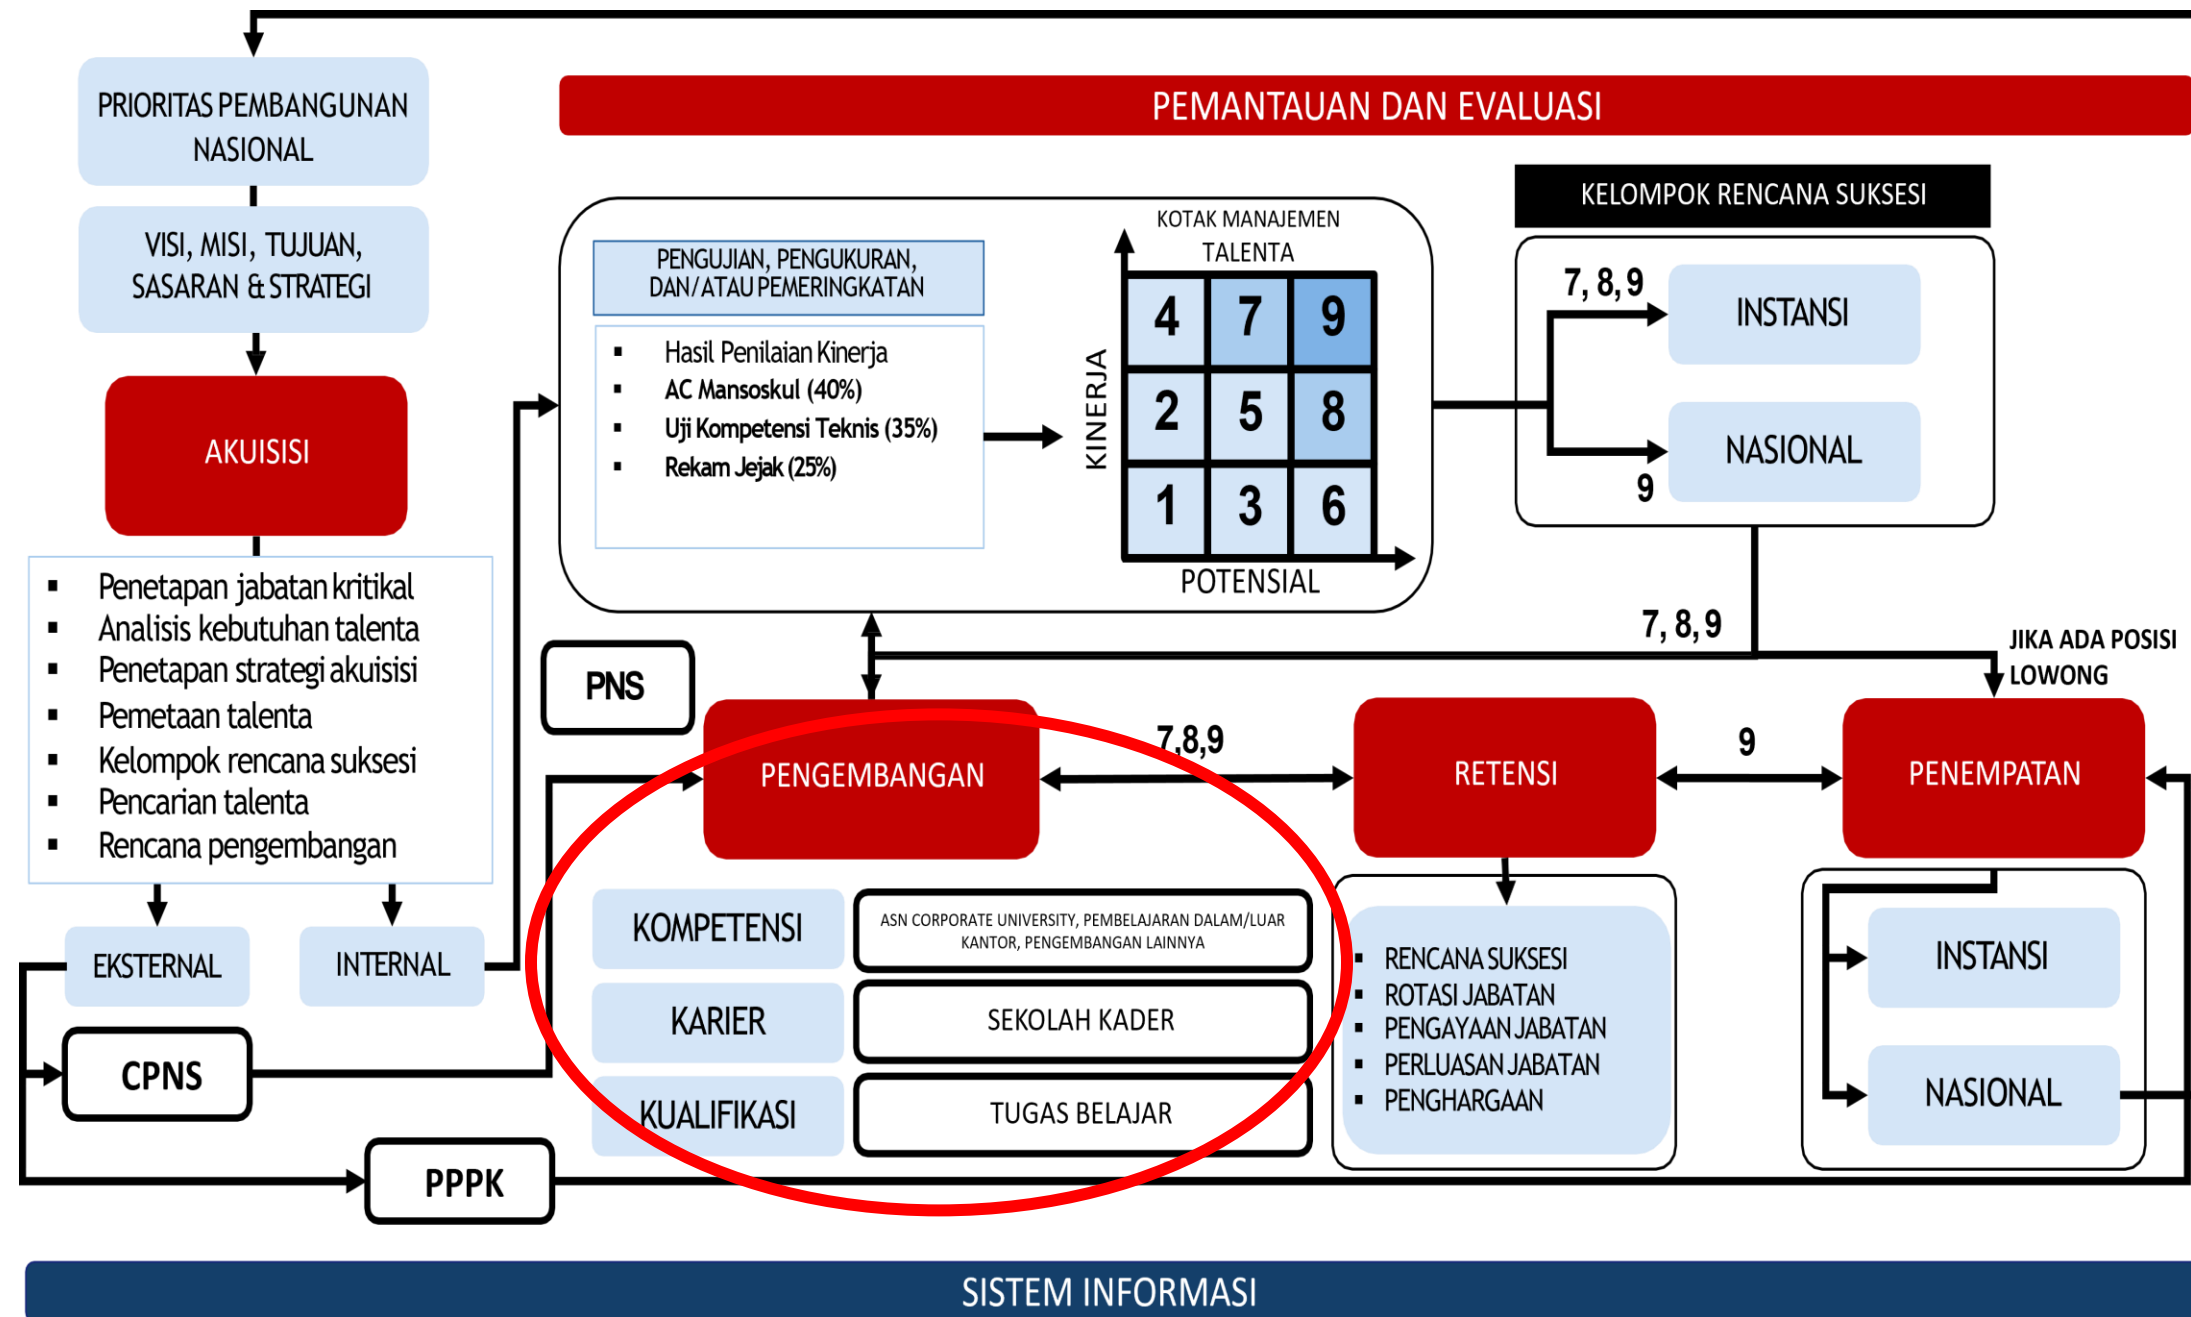 PRIORITAS PEMBANGUNAN
NASIONAL
VISI, MISI, TUJUAN,
SASARAN & STRATEGI
AKUISISI
▪ Penetapan jabatan kritikal
▪ Analisis kebutuhan talenta
▪ Penetapan strategi akuisisi
▪ Pemetaan talenta
▪ Kelompok rencana suksesi
▪ Pencarian talenta
▪ Rencana pengembangan
EKSTERNAL
INTERNAL
CPNS
PPPK
PEMANTAUAN DAN EVALUASI
PENGUJIAN, PENGUKURAN,
DAN/ATAU PEMERINGKATAN
▪ Hasil Penilaian Kinerja
▪ AC Mansoskul (40%)
▪ Uji Kompetensi Teknis (35%)
▪ Rekam Jejak (25%)
KOTAK MANAJEMEN
TALENTA
KINERJA
4 7 9
2 5 8
1 3 6
POTENSIAL
KELOMPOK RENCANA SUKSESI
7, 8, 9
INSTANSI
NASIONAL
9
7, 8, 9
JIKA ADA POSISI
LOWONG
PNS
PENGEMBANGAN
7,8,9
RETENSI
9
PENEMPATAN
KOMPETENSI
ASN CORPORATE UNIVERSITY, PEMBELAJARAN DALAM/LUAR
KANTOR, PENGEMBANGAN LAINNYA
KARIER
SEKOLAH KADER
KUALIFIKASI
TUGAS BELAJAR
▪ RENCANA SUKSESI
▪ ROTASI JABATAN
▪ PENGAYAAN JABATAN
▪ PERLUASAN JABATAN
▪ PENGHARGAAN
INSTANSI
NASIONAL
SISTEM INFORMASI